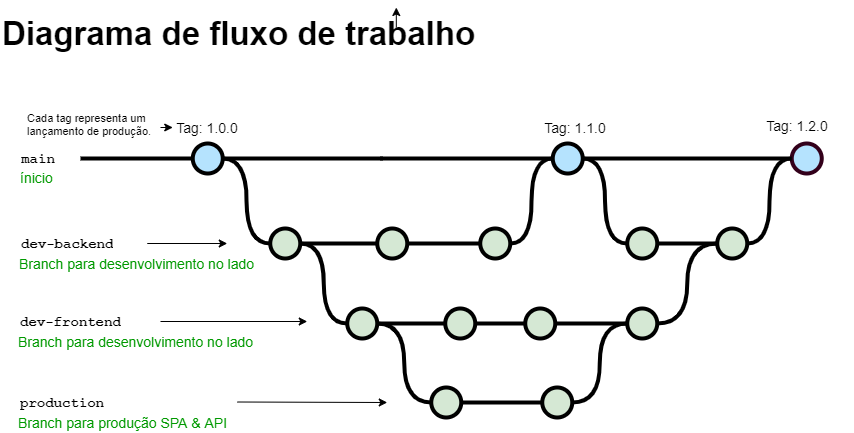 Diagrama de fluxo de trabalho
Cada tag representa um
lançamento de produção.
Tag: 1.0.0
Tag: 1.1.0
Tag: 1.2.0
main
ínicio
dev-backend
Branch para desenvolvimento no lado
dev-frontend
Branch para desenvolvimento no lado
production
Branch para produção SPA & API